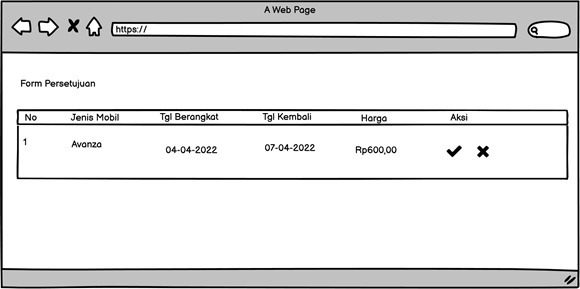 A Web Page
https://
Form Persetujuan
No Jenis Mobil Tgl Berangkat Tgl Kembali Harga Aksi
1 Avanza 04-04-2022 07-04-2022 Rp600,00